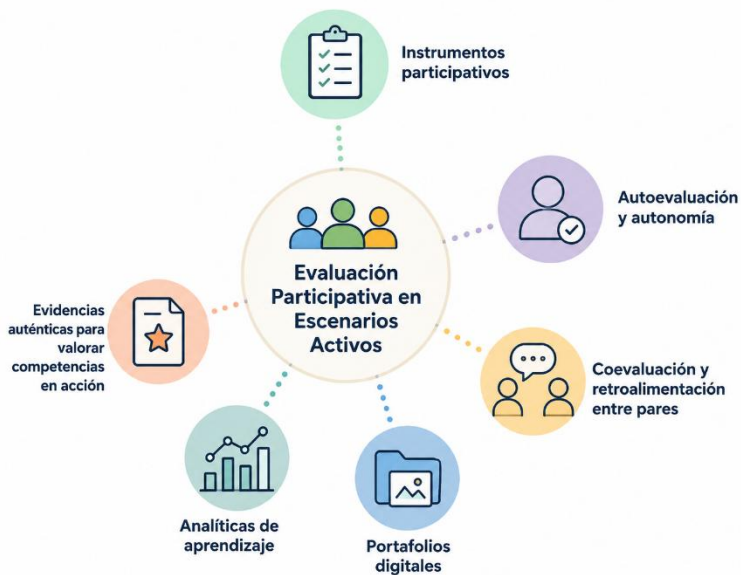 Instrumentos
participativos
Autoevaluación
y autonomía
Evaluación
Participativa en
Escenarios
Activos
Evidencias
auténticas para
valorar
competencias
en acción
Coevaluación y
retroalimentación
entre pares
Analíticas de
aprendizaje
Portafolios
digitales